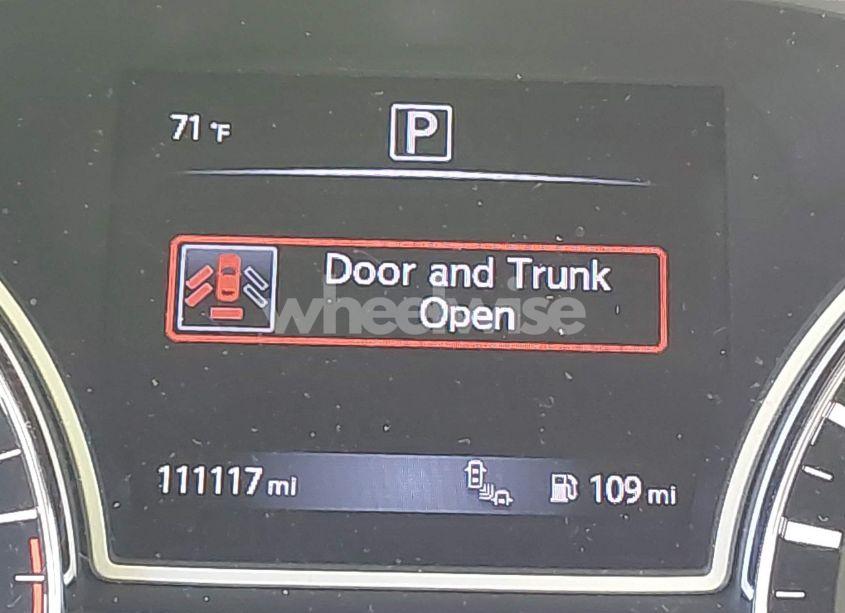 71 °F
P
Door and Trunk
Open
wheelwise
111117 mi
109 mi